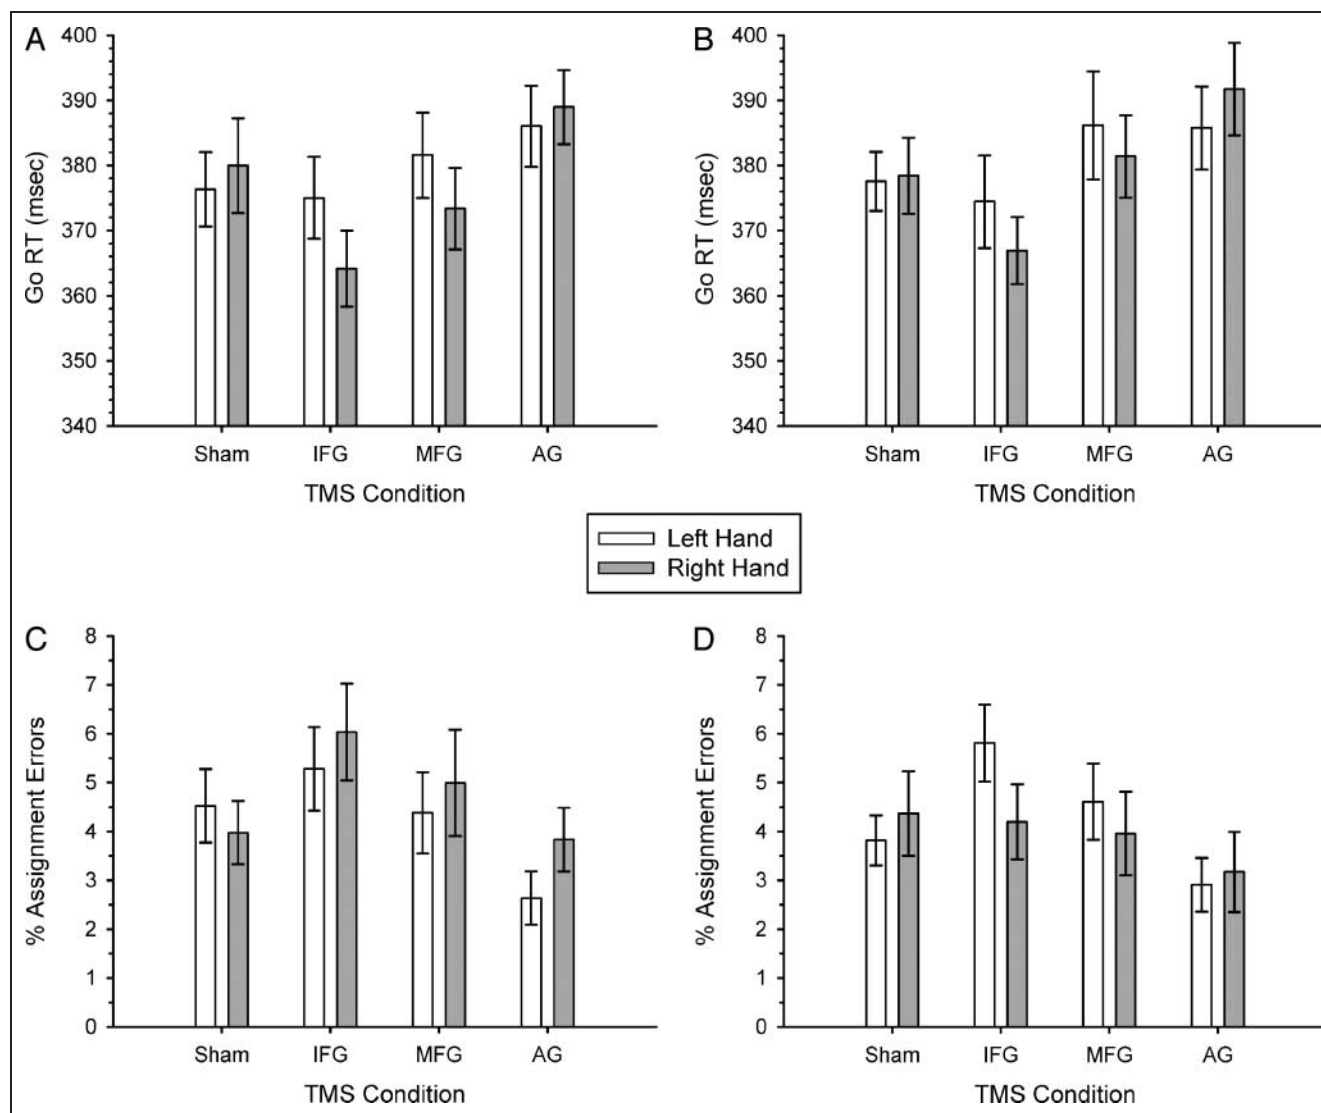 A
400
390
380
370
360
350
340
Go RT (msec)
Sham IFG MFG AG
TMS Condition
B
400
390
380
370
360
350
340
Go RT (msec)
Sham IFG MFG AG
TMS Condition
Left Hand
Right Hand
C
8
7
6
5
4
3
2
1
0
% Assignment Errors
Sham IFG MFG AG
TMS Condition
D
8
7
6
5
4
3
2
1
0
% Assignment Errors
Sham IFG MFG AG
TMS Condition